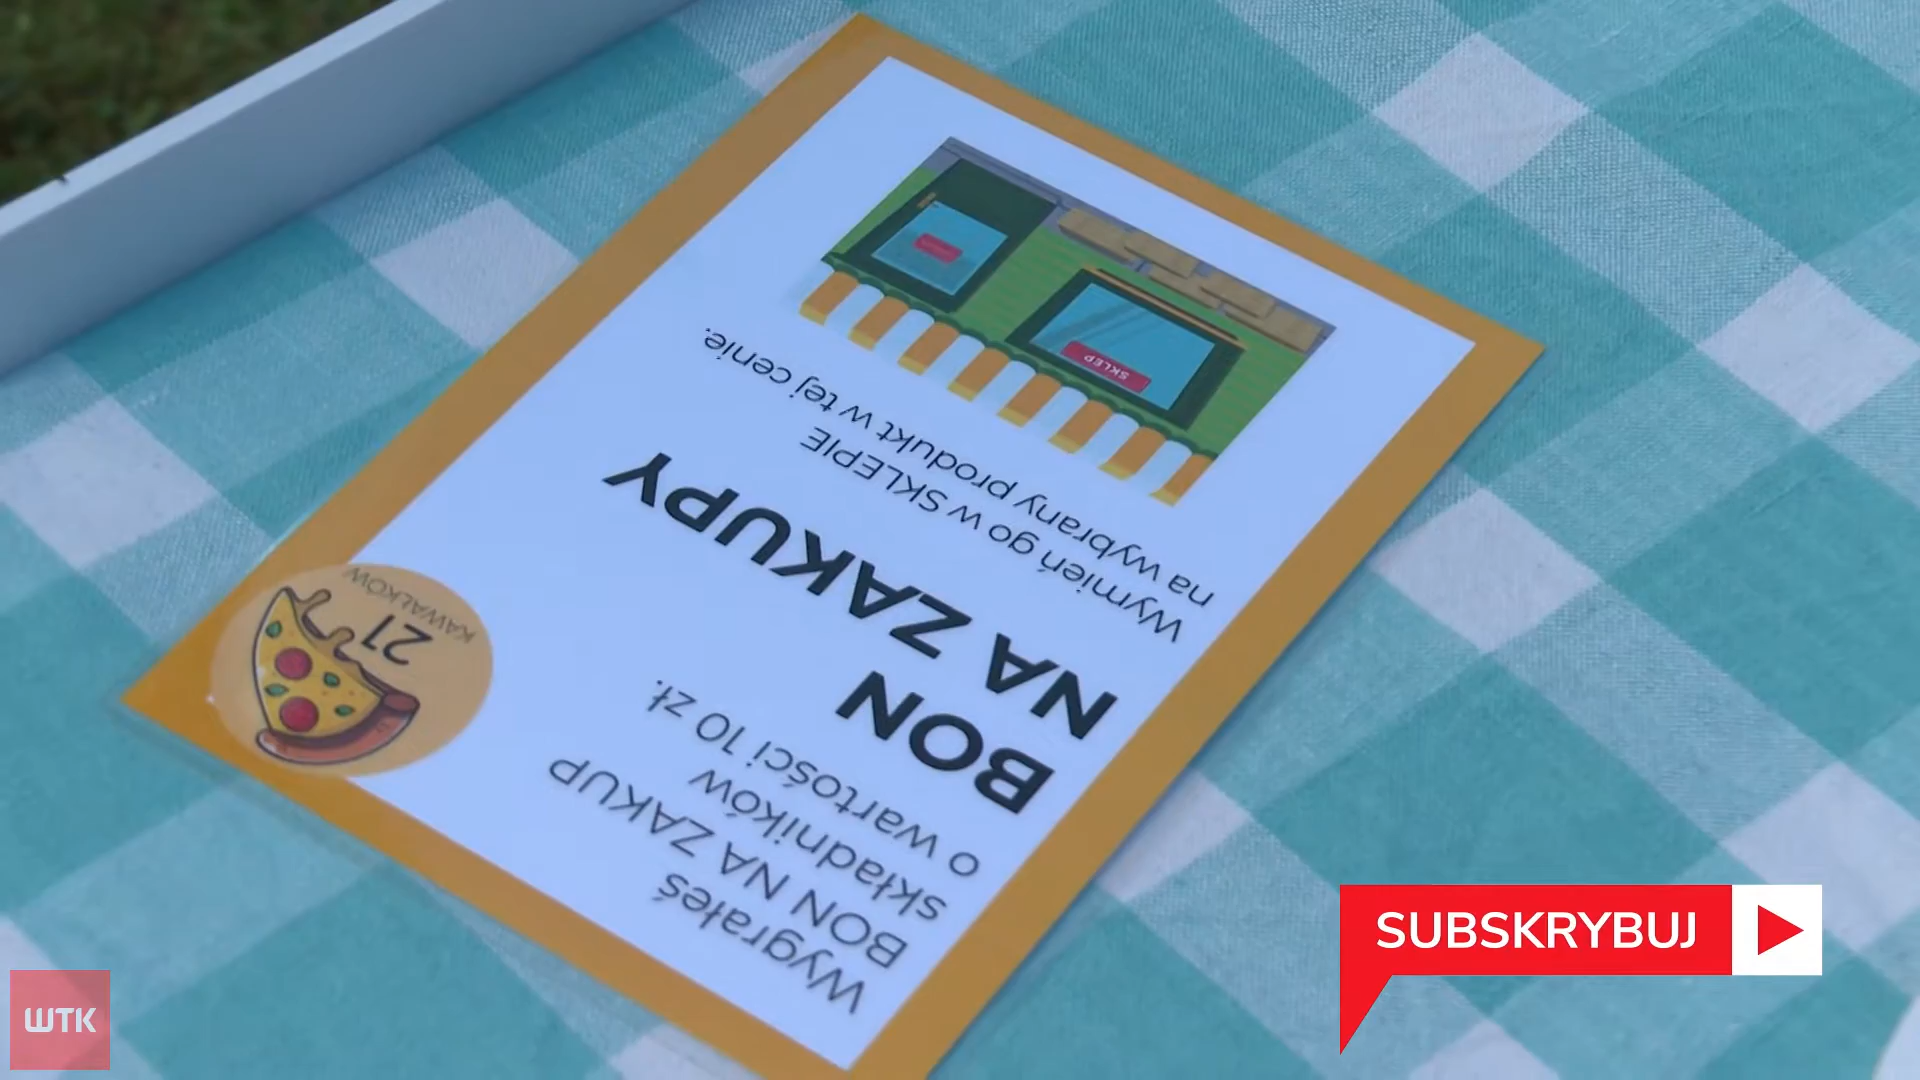 Wygrałeś
BON NA ZAKUP
składników
o wartości 10 zł.
BON
NA ZAKUPY
Wymień go w SKLEPIE
na wybrany produkt w tej cenie.
SKLEP
21
KAWAŁKÓW
SUBSKRYBUJ
WTK